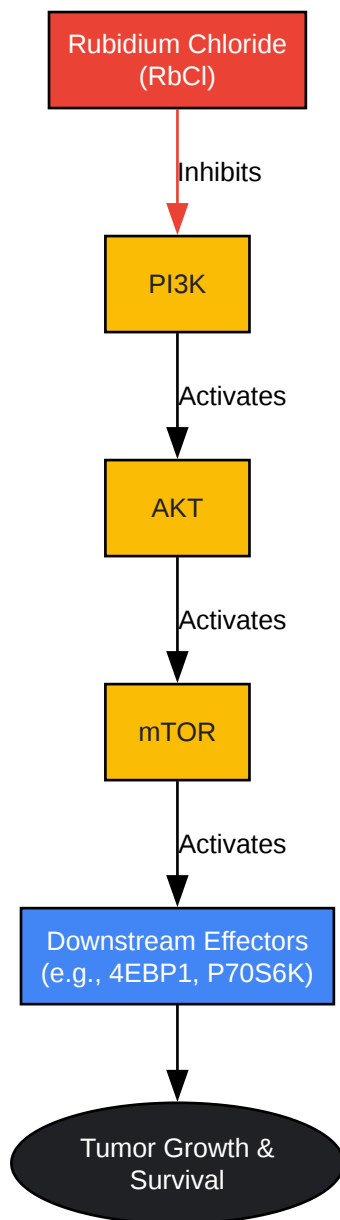 Rubidium Chloride
(RbCl)
Inhibits
PI3K
Activates
AKT
Activates
mTOR
Activates
Downstream Effectors
(e.g., 4EBP1, P70S6K)
Tumor Growth &
Survival